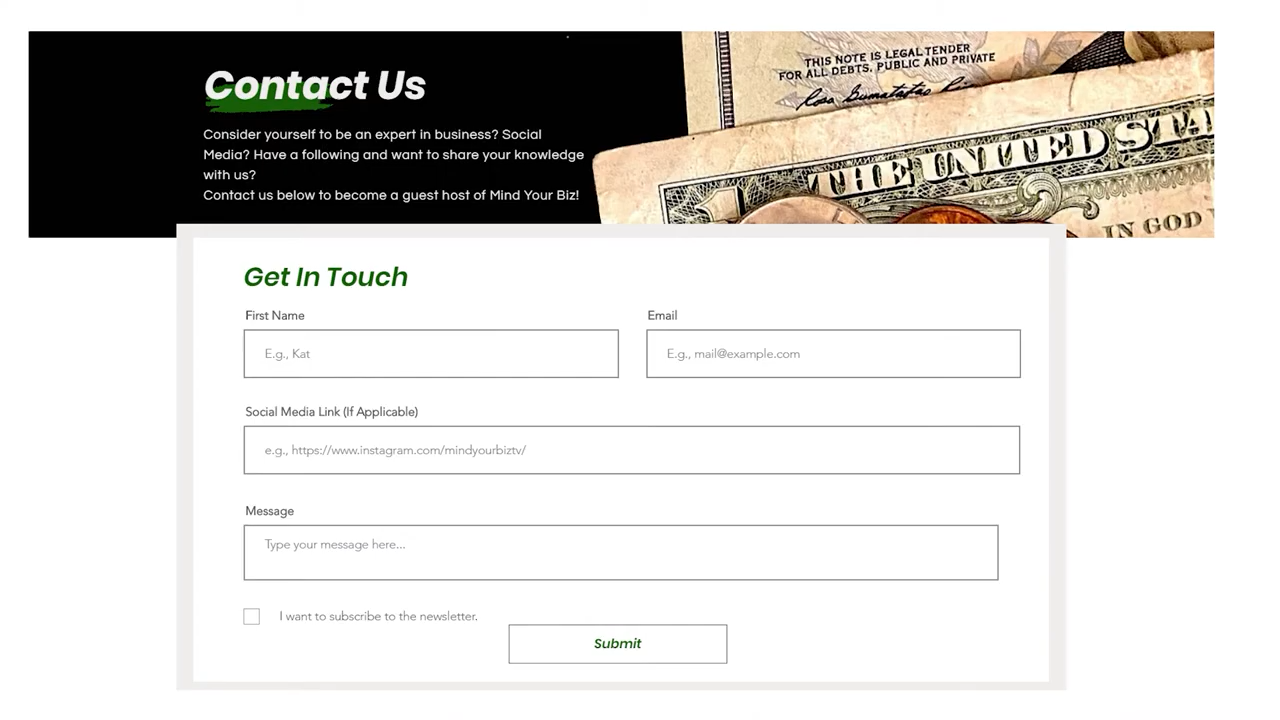 Contact Us
THIS NOTE IS LEGAL TENDER
FOR ALL DEBTS, PUBLIC AND PRIVATE
Consider yourself to be an expert in business? Social
Media? Have a following and want to share your knowledge
with us?
Contact us below to become a guest host of Mind Your Biz!
THE UNITED STA
1
IN GOD
Get In Touch
First Name
Email
E.g., Kat
E.g., mail@example.com
Social Media Link (If Applicable)
e.g., https://www.instagram.com/mindyourbiztv/
Message
Type your message here...
I want to subscribe to the newsletter.
Submit